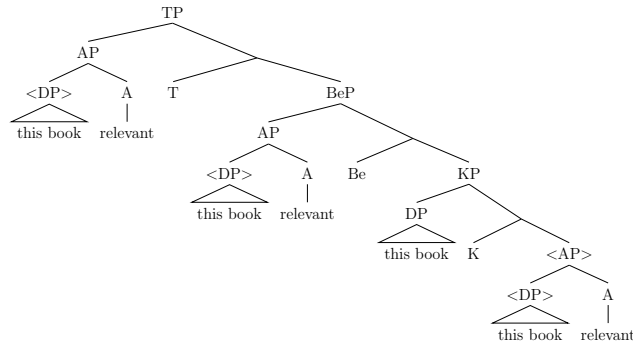 TP
AP
<DP> A T BeP
this book relevant AP
<DP> A Be KP
this book relevant DP
this book K <AP>
<DP> A
this book relevant